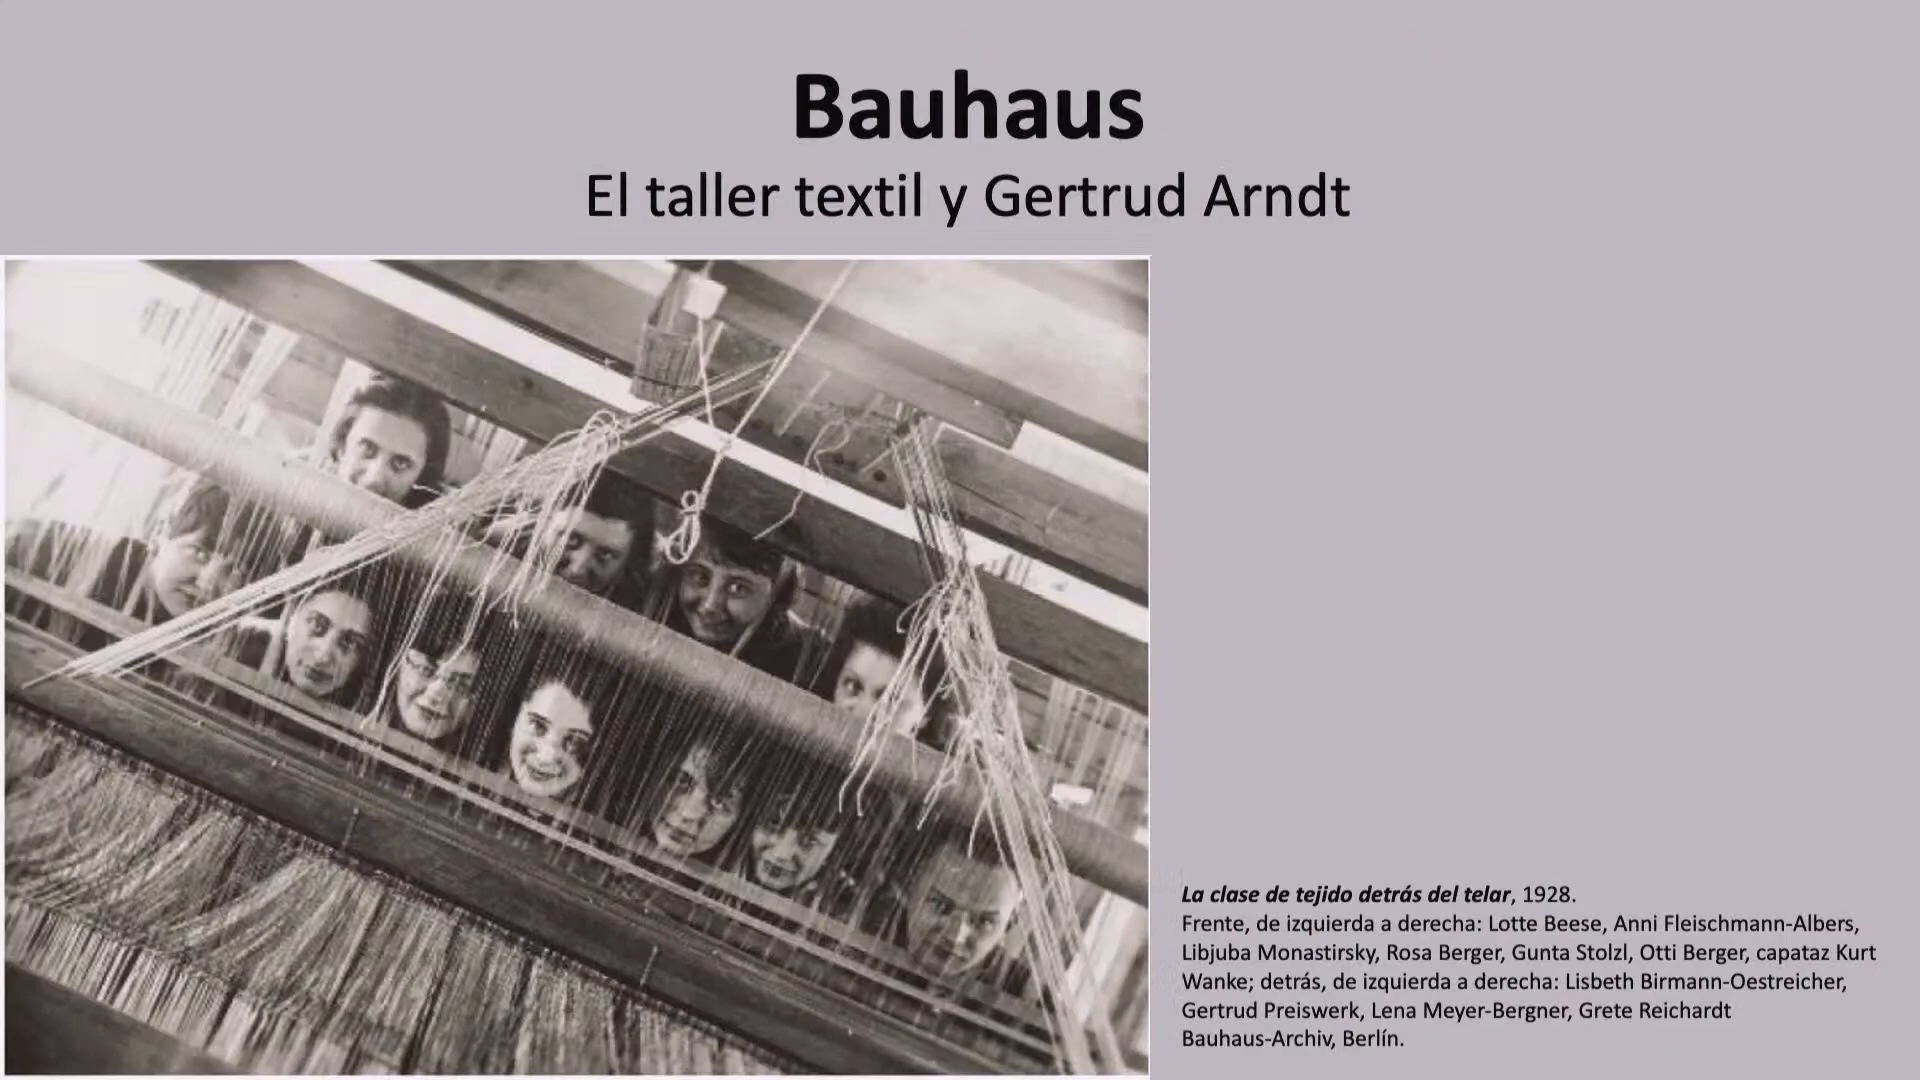 Bauhaus
El taller textil y Gertrud Arndt
La clase de tejido detrás del telar, 1928.
Frente, de izquierda a derecha: Lotte Beese, Anni Fleischmann-Albers,
Libjuba Monastirsky, Rosa Berger, Gunta Stolzl, Otti Berger, capataz Kurt
Wanke; detrás, de izquierda a derecha: Lisbeth Birmann-Oestreicher,
Gertrud Preiswerk, Lena Meyer-Bergner, Grete Reichardt
Bauhaus-Archiv, Berlín.